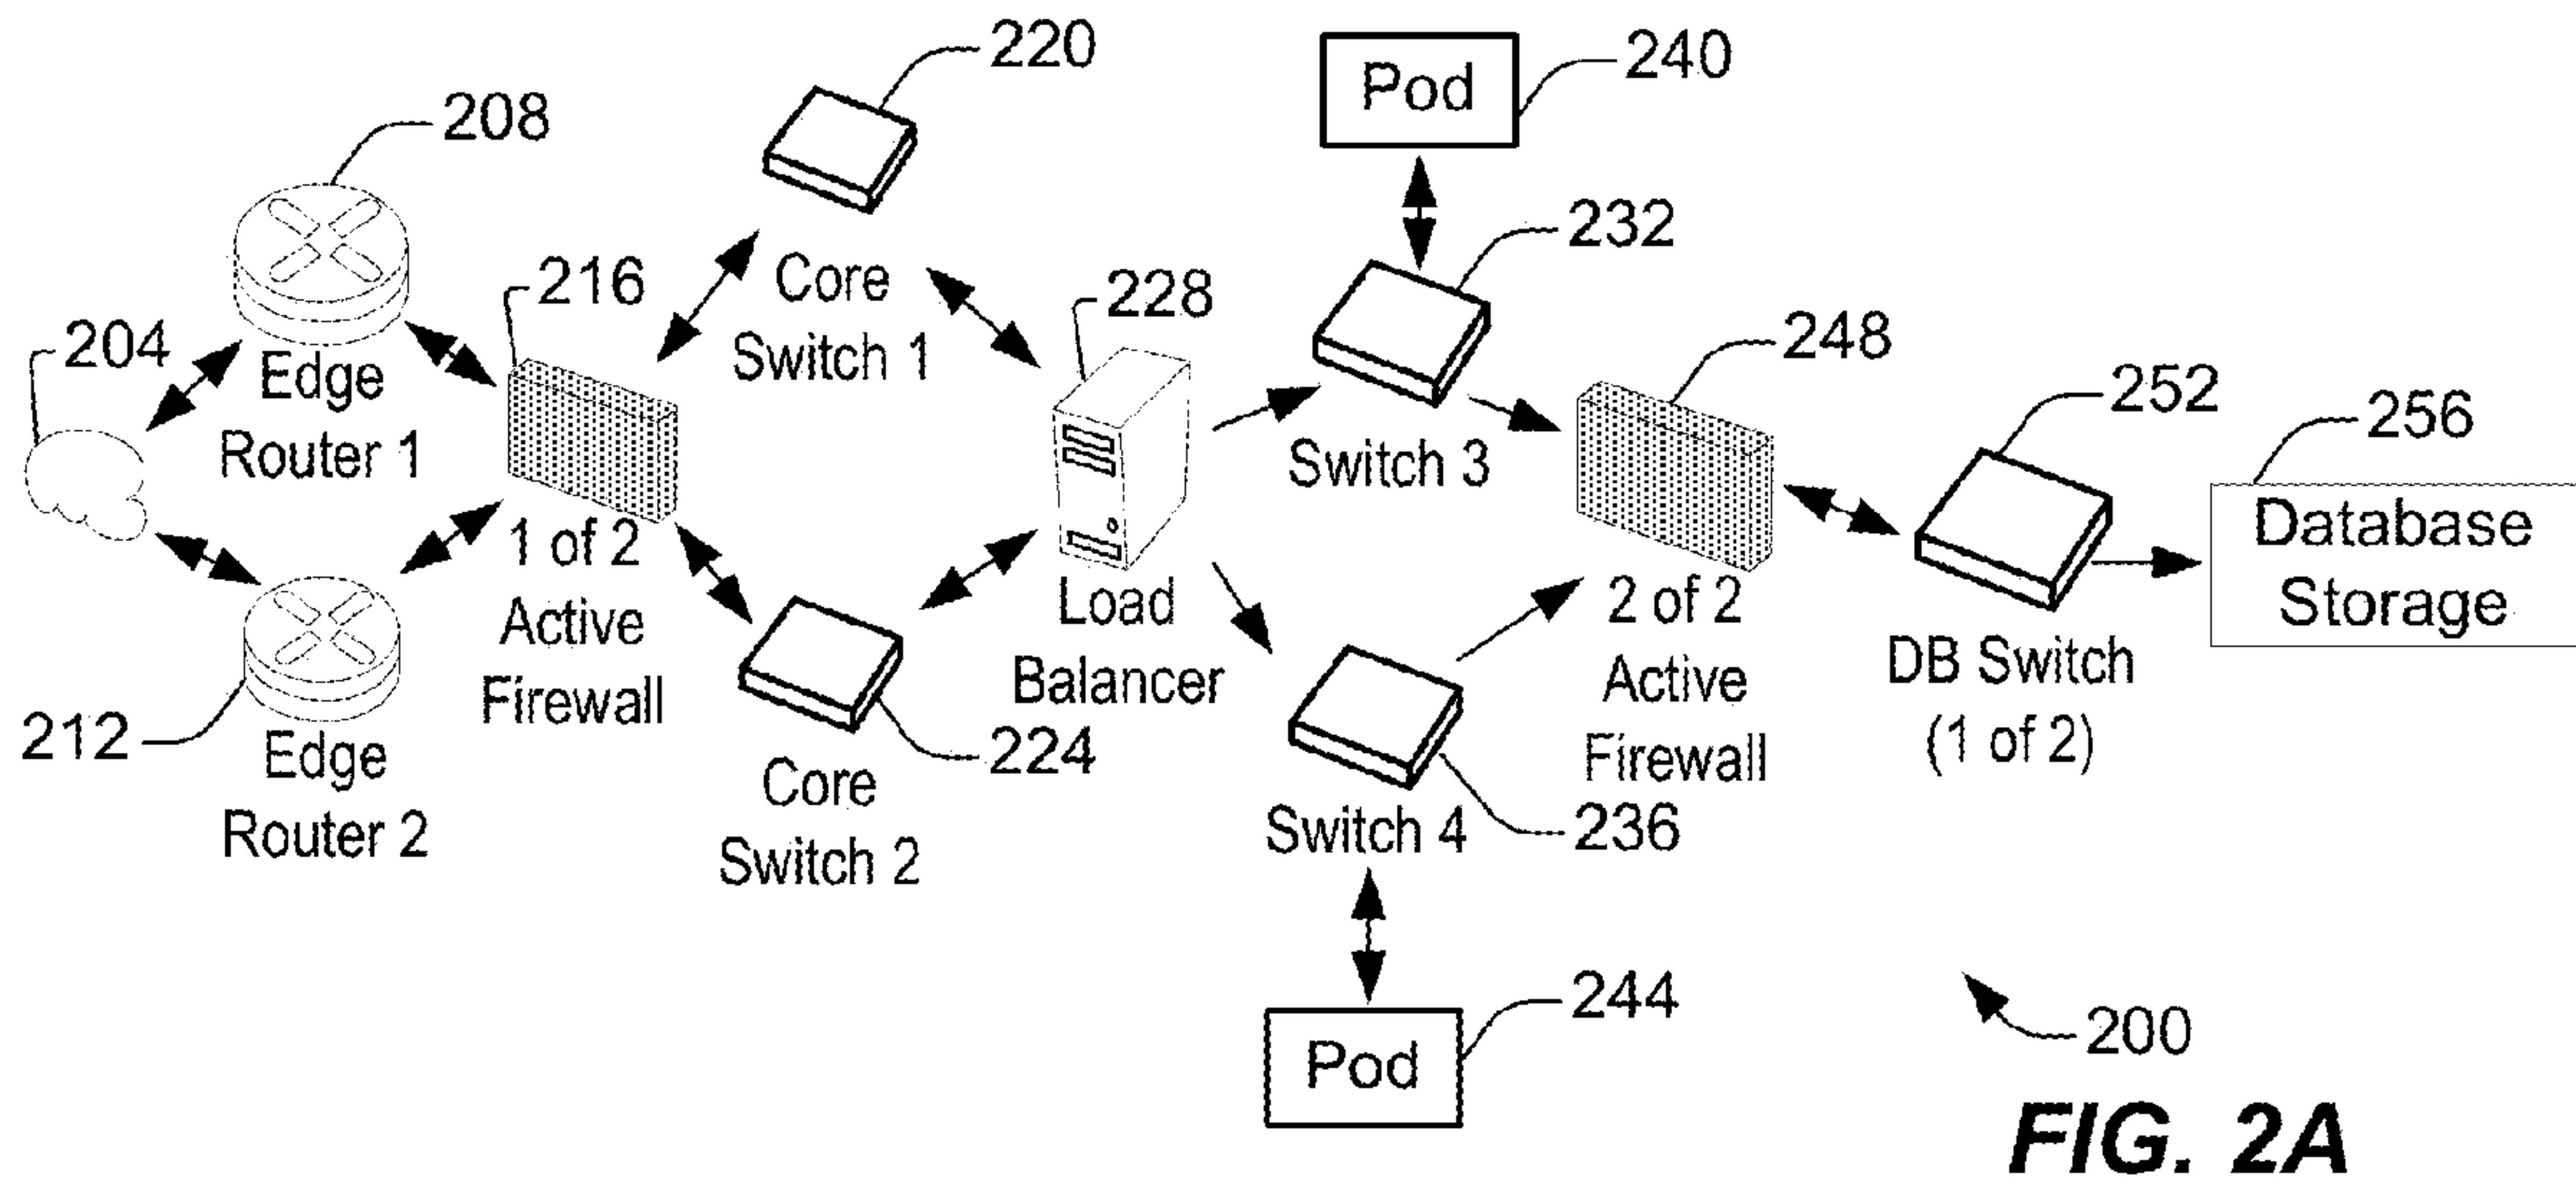 220
208
Pod
240
216
Core
Switch 1
232
228
204
Edge
Router 1
248
252
256
Switch 3
Database
Storage
1 of 2
Active
Firewall
Load
Balancer
2 of 2
Active
Firewall
DB Switch
(1 of 2)
212
Edge
Router 2
224
Core
Switch 2
Switch 4
236
244
Pod
200
FIG. 2A